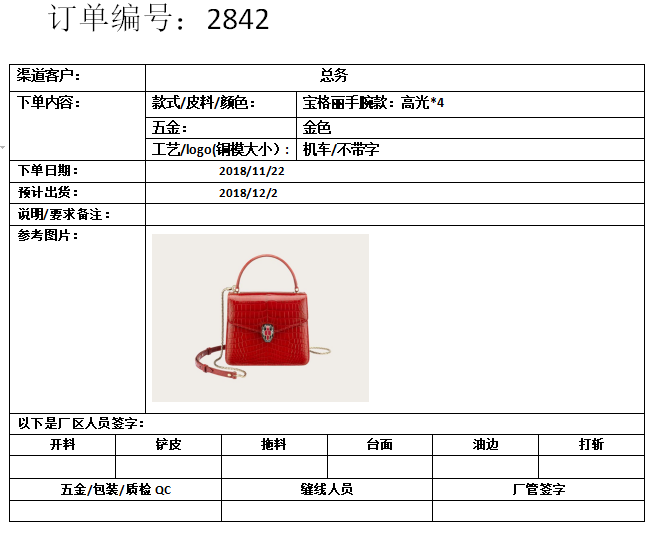 订单编号：2842
渠道客户： 总务
下单内容： 款式/皮料/颜色： 宝格丽手腕款：高光*4
五金： 金色
工艺/logo(铜模大小）: 机车/不带字
下单日期： 2018/11/22
预计出货： 2018/12/2
说明/要求备注：
参考图片：
以下是厂区人员签字：
开料 铲皮 拖料 台面 油边 打斩
五金/包装/质检 QC 缝线人员 厂管签字